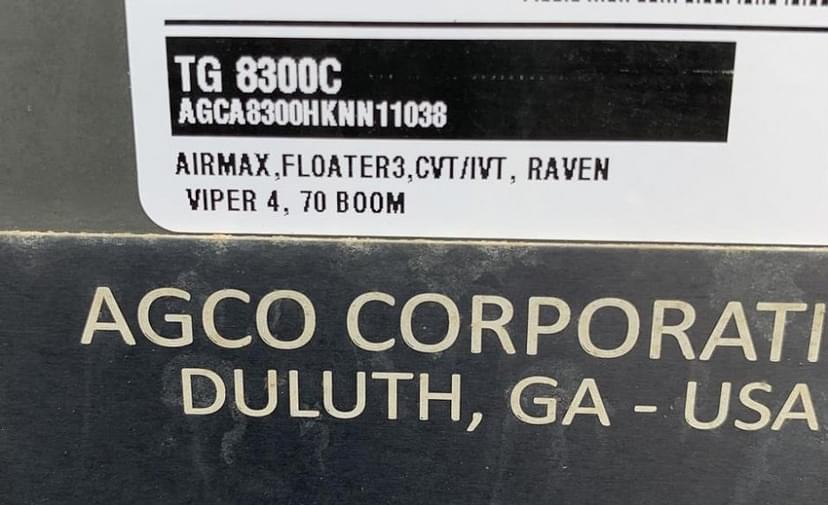 TG 8300C
AGCA8300HKNN11038
AIRMAX,FLOATER3,CVT/IVT, RAVEN
VIPER 4, 70 BOOM
AGCO CORPORATI
DULUTH, GA - USA